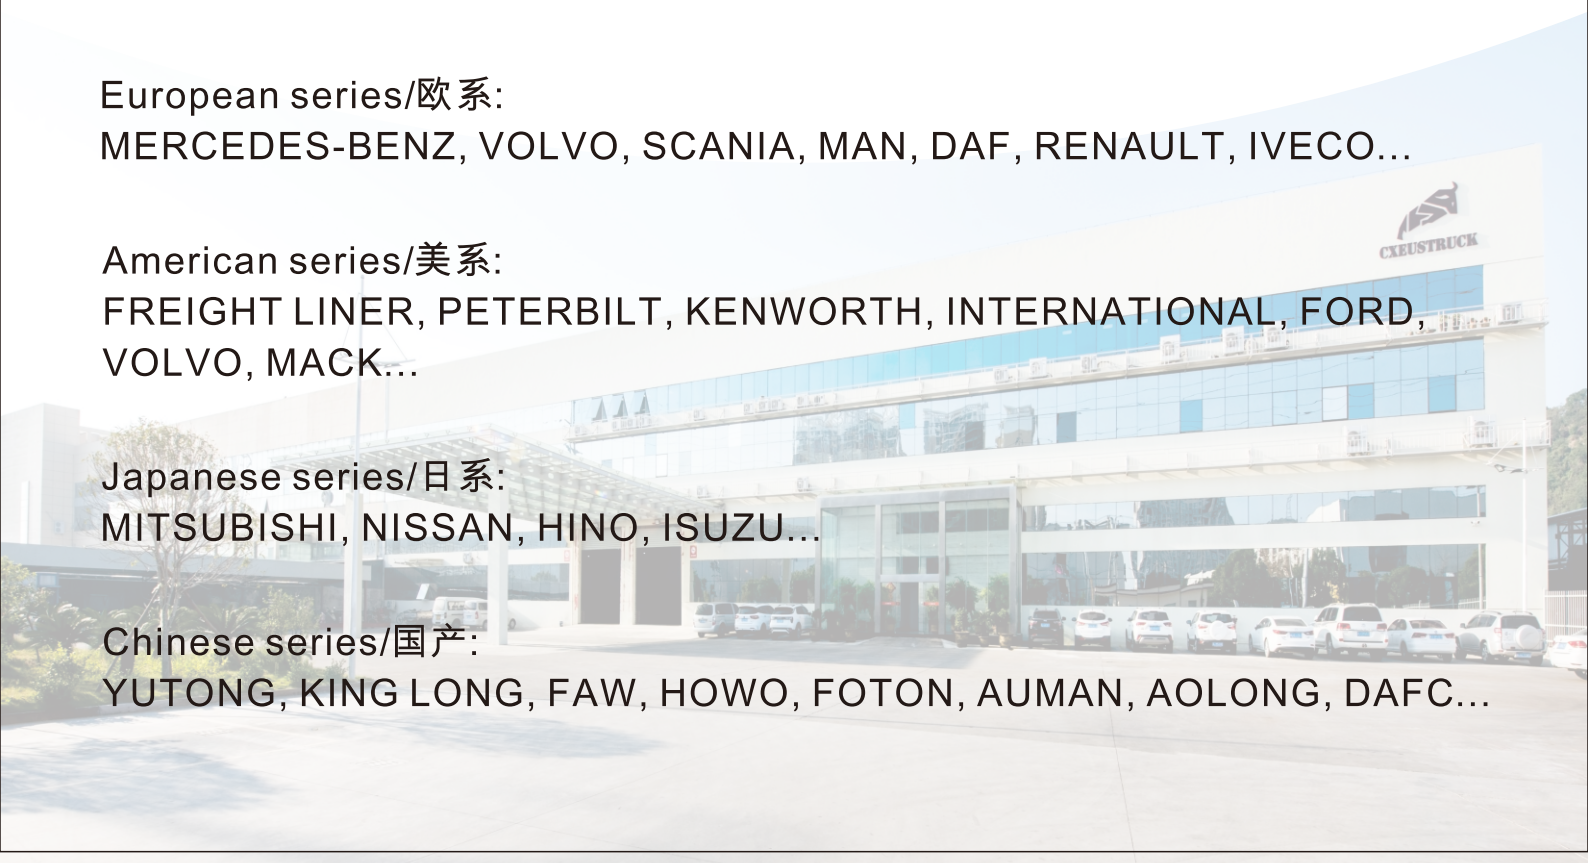 European series/欧系:
MERCEDES-BENZ, VOLVO, SCANIA, MAN, DAF, RENAULT, IVECO...
CXEUSTRUCK
American series/美系:
FREIGHT LINER, PETERBILT, KENWORTH, INTERNATIONAL, FORD,
VOLVO, MACK...
Japanese series/日系:
MITSUBISHI, NISSAN, HINO, ISUZU...
Chinese series/国产:
YUTONG, KING LONG, FAW, HOWO, FOTON, AUMAN, AOLONG, DAFC...